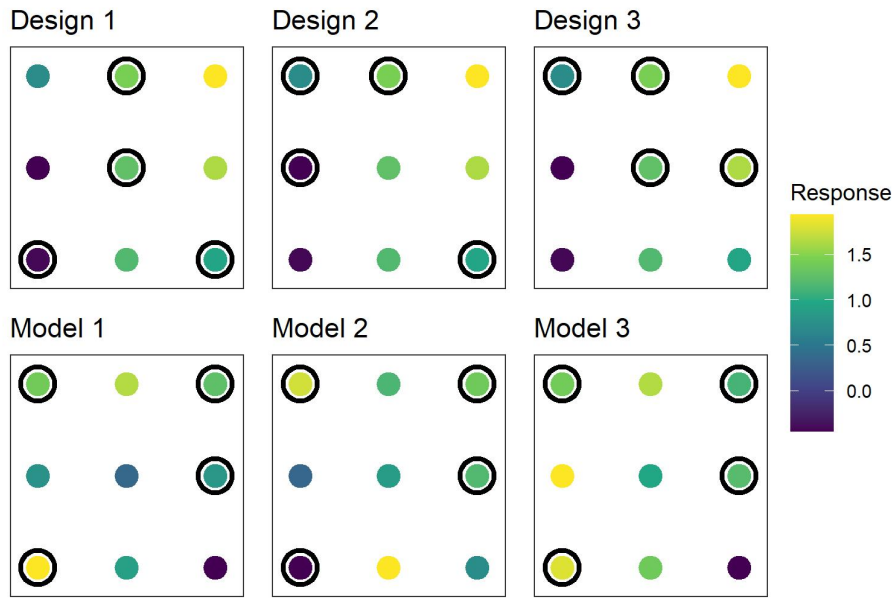 Design 1
Design 2
Design 3
Response
1.5
1.0
0.5
0.0
Model 1
Model 2
Model 3